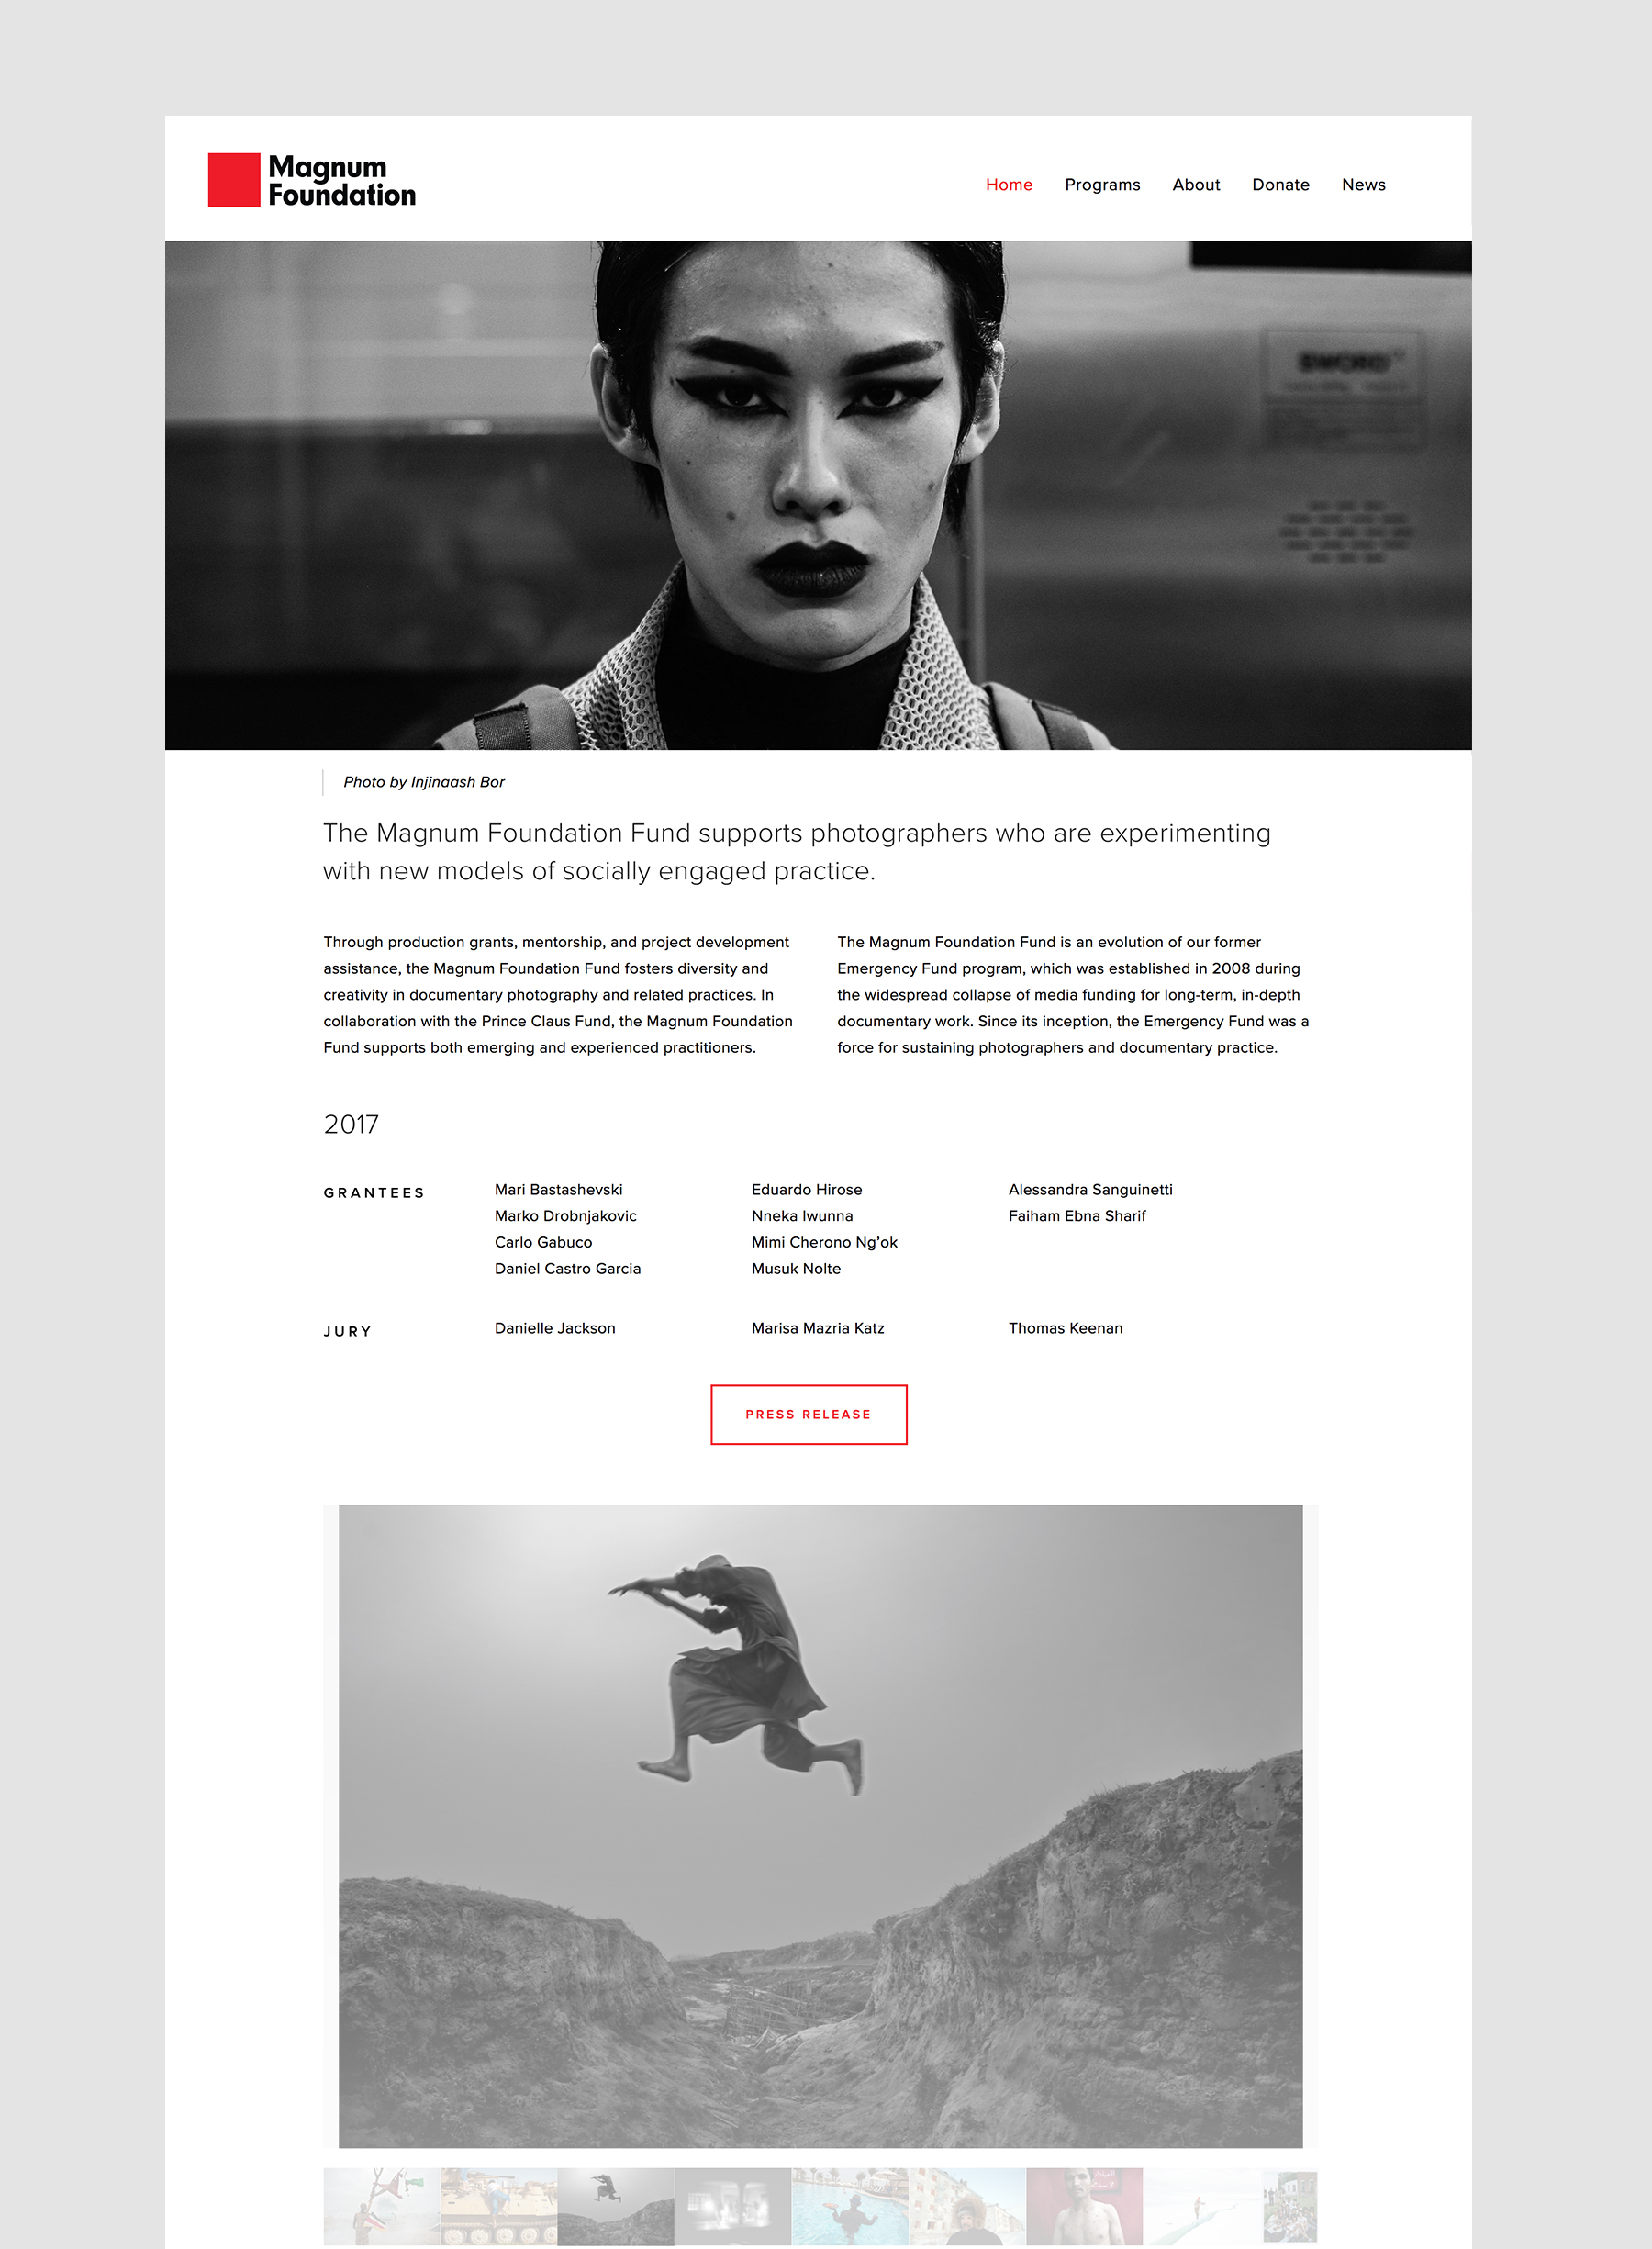 Magnum
Foundation
Home Programs About Donate News
SWORD
Photo by Injinaash Bor
The Magnum Foundation Fund supports photographers who are experimenting
with new models of socially engaged practice.
Through production grants, mentorship, and project development
assistance, the Magnum Foundation Fund fosters diversity and
creativity in documentary photography and related practices. In
collaboration with the Prince Claus Fund, the Magnum Foundation
Fund supports both emerging and experienced practitioners.
The Magnum Foundation Fund is an evolution of our former
Emergency Fund program, which was established in 2008 during
the widespread collapse of media funding for long-term, in-depth
documentary work. Since its inception, the Emergency Fund was a
force for sustaining photographers and documentary practice.
2017
GRANTEES
Mari Bastashevski
Marko Drobnjakovic
Carlo Gabuco
Daniel Castro Garcia
Eduardo Hirose
Nneka Iwunna
Mimi Cherono Ng’ok
Musuk Nolte
Alessandra Sanguinetti
Faiham Ebna Sharif
JURY
Danielle Jackson
Marisa Mazria Katz
Thomas Keenan
PRESS RELEASE